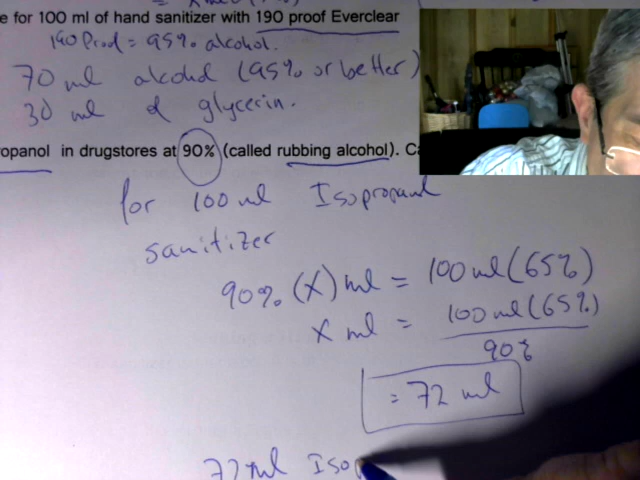 e for 100 ml of hand sanitizer with 190 proof Everclear
190 Prod = 95% alcohol.
70 ml alcohol (95% or better)
30 ml of glycerin.
opanol in drugstores at 90% (called rubbing alcohol). Ca
for 100 ml Isopropanol
sanitizer
90% (X) ml = 100 ml (65%)
X ml = 100 ml (65%)
90%
= 72 ml
72 ml Isop